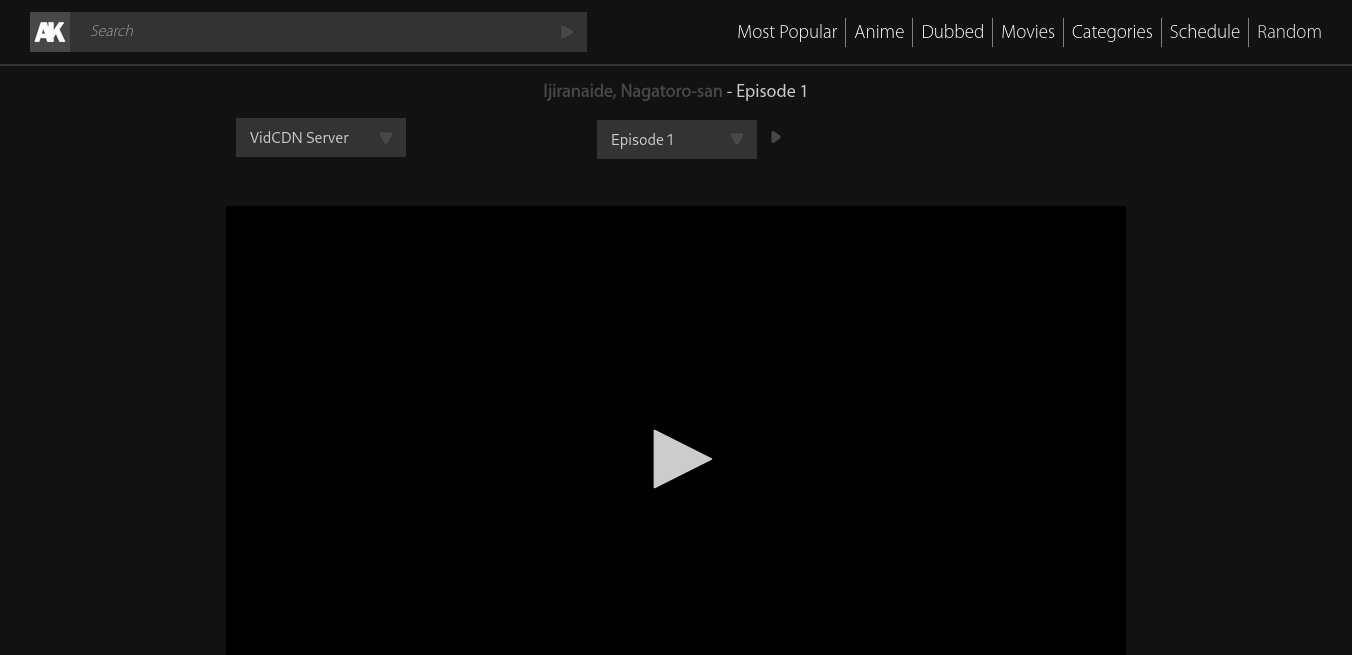 AK Search Most Popular Anime Dubbed Movies Categories Schedule Random
Ijiranaide, Nagatoro-san - Episode 1
VidCDN Server Episode 1